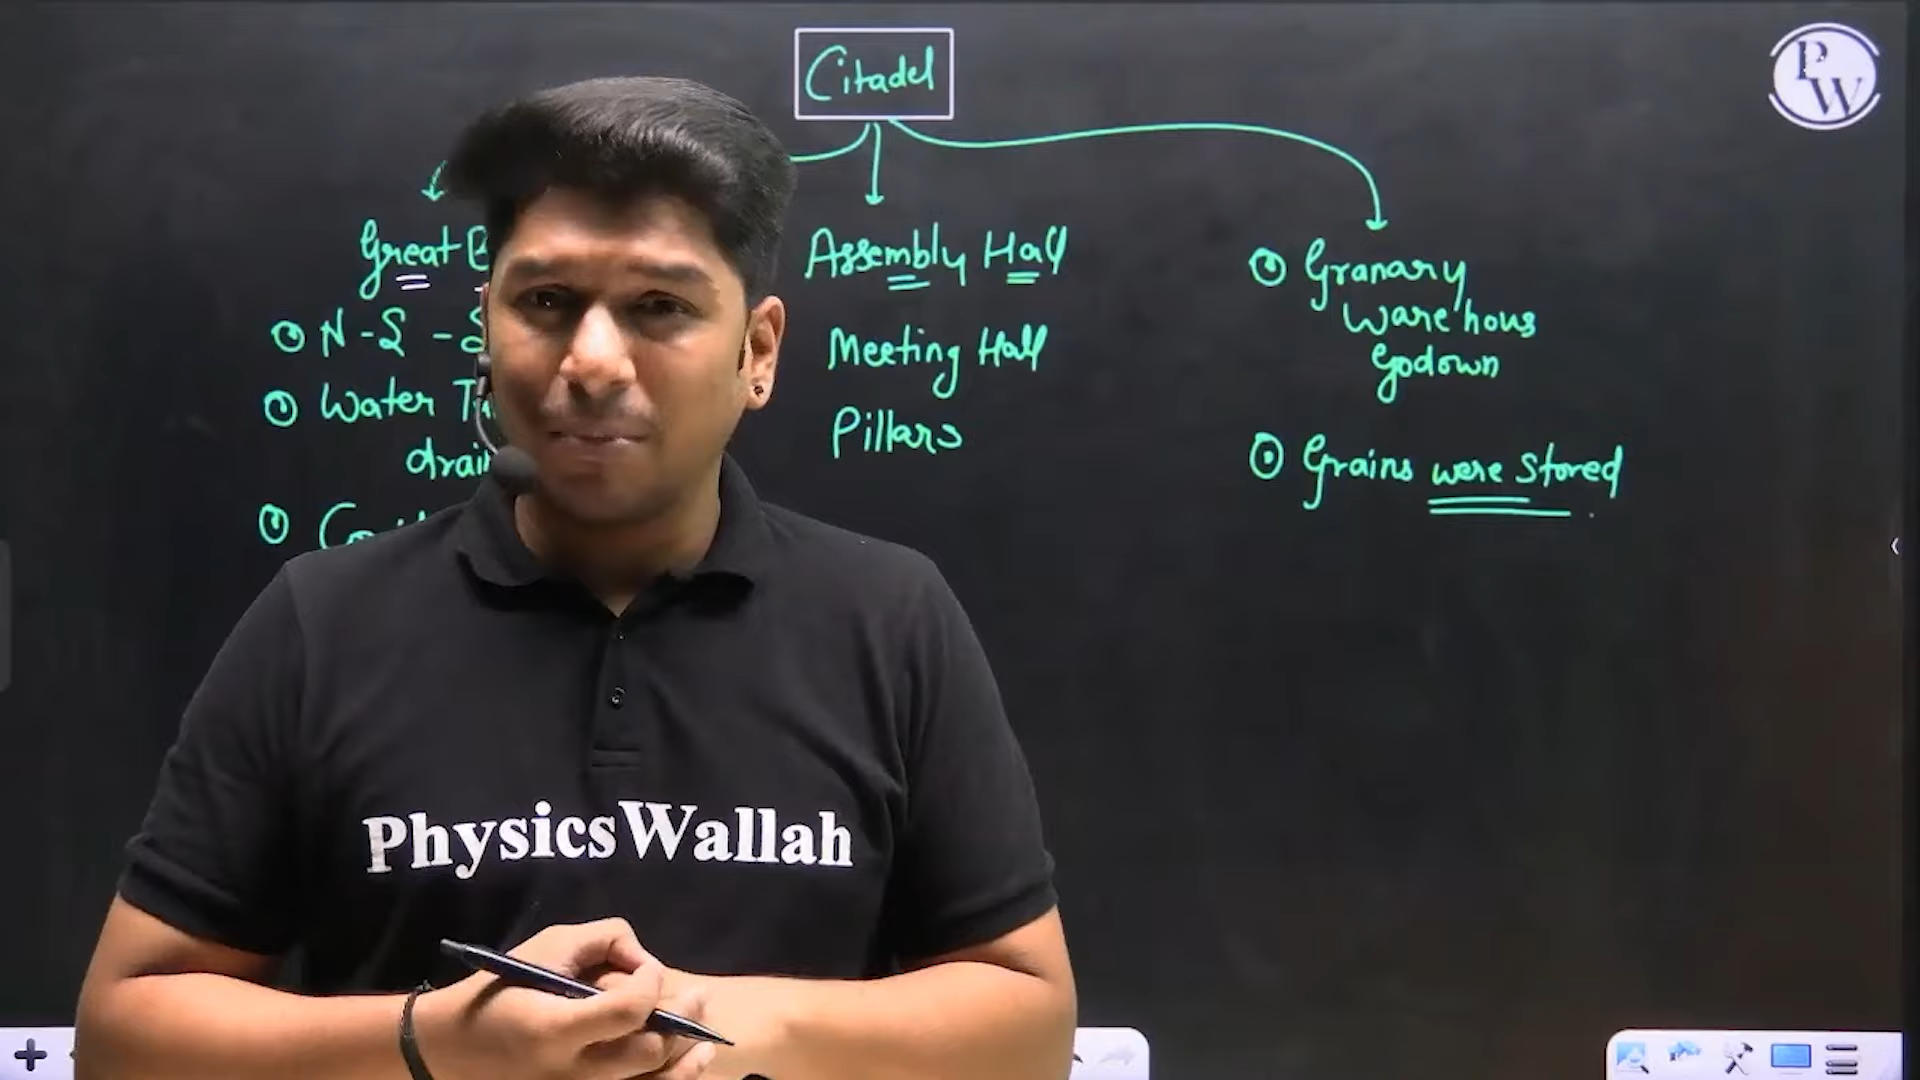 Citadel
PW
Great
Assembly Hall
Granary
Ware hous
Godown
N-S
Meeting Hall
Water
Pillars
Grains were stored
PhysicsWallah